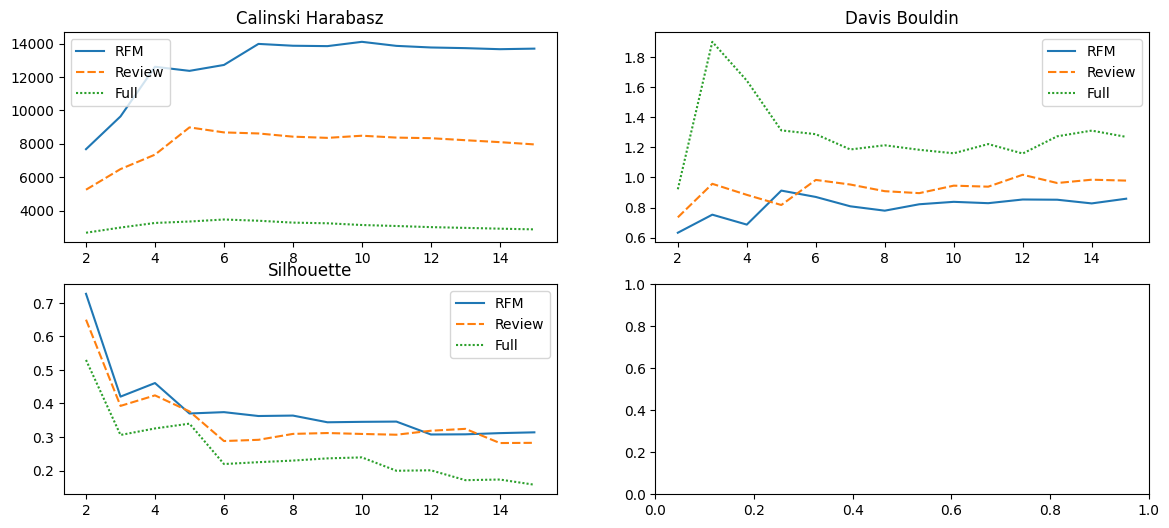 Calinski Harabasz
14000
12000
10000
8000
6000
4000
RFM
Review
Full
2 4 6 8 10 12 14
Davis Bouldin
1.8
1.6
1.4
1.2
1.0
0.8
0.6
RFM
Review
Full
2 4 6 8 10 12 14
Silhouette
0.7
0.6
0.5
0.4
0.3
0.2
RFM
Review
Full
2 4 6 8 10 12 14
1.0
0.8
0.6
0.4
0.2
0.0
0.0 0.2 0.4 0.6 0.8 1.0